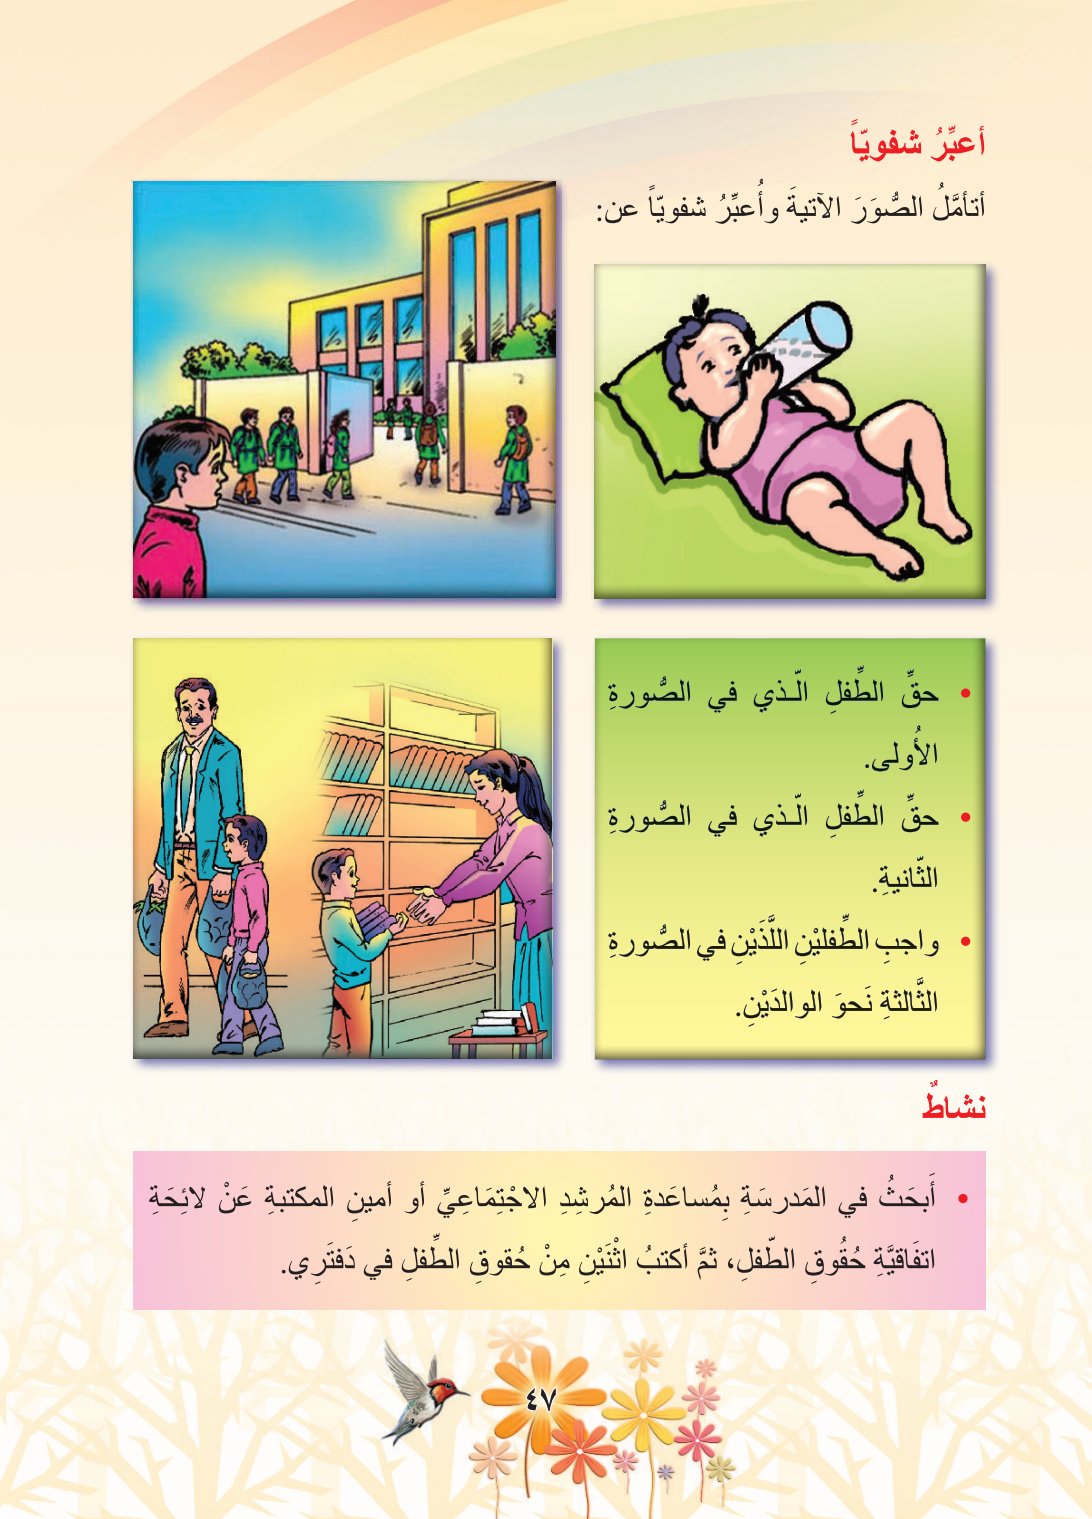 أعبِّرُ شفويّاً
أتأمَّلُ الصُّوَرَ الآتيةَ وأُعبِّرُ شفويّاً عن:
• حقِّ الطِّفلِ الّـذي في الصُّورةِ
الأُولى.
• حقِّ الطِّفلِ الّـذي في الصُّورةِ
الثّانيةِ.
• واجبِ الطِّفليْنِ اللَّذَيْنِ في الصُّورةِ
الثَّالثةِ نَحوَ الوالدَيْنِ.
نشاطٌ
• أَبحَثُ في المَدرسَةِ بِمُساعَدةِ المُرشِدِ الاجْتِمَاعِيِّ أو أمينِ المكتبةِ عَنْ لائِحَةِ
اتفَاقيَّةِ حُقُوقِ الطّفلِ، ثمَّ أكتبُ اثْنَيْنِ مِنْ حُقوقِ الطِّفلِ في دَفتَرِي.
٤٧